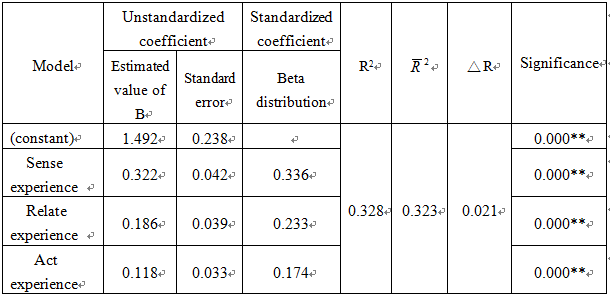 Model
Unstandardized
coefficient
Standardized
coefficient
R²
R̅ ²
△R
Significance
Estimated
value of
B
Standard
error
Beta
distribution
(constant) 1.492 0.238 0.000**
Sense
experience 0.322 0.042 0.336 0.000**
Relate
experience 0.186 0.039 0.233 0.328 0.323 0.021 0.000**
Act
experience 0.118 0.033 0.174 0.000**